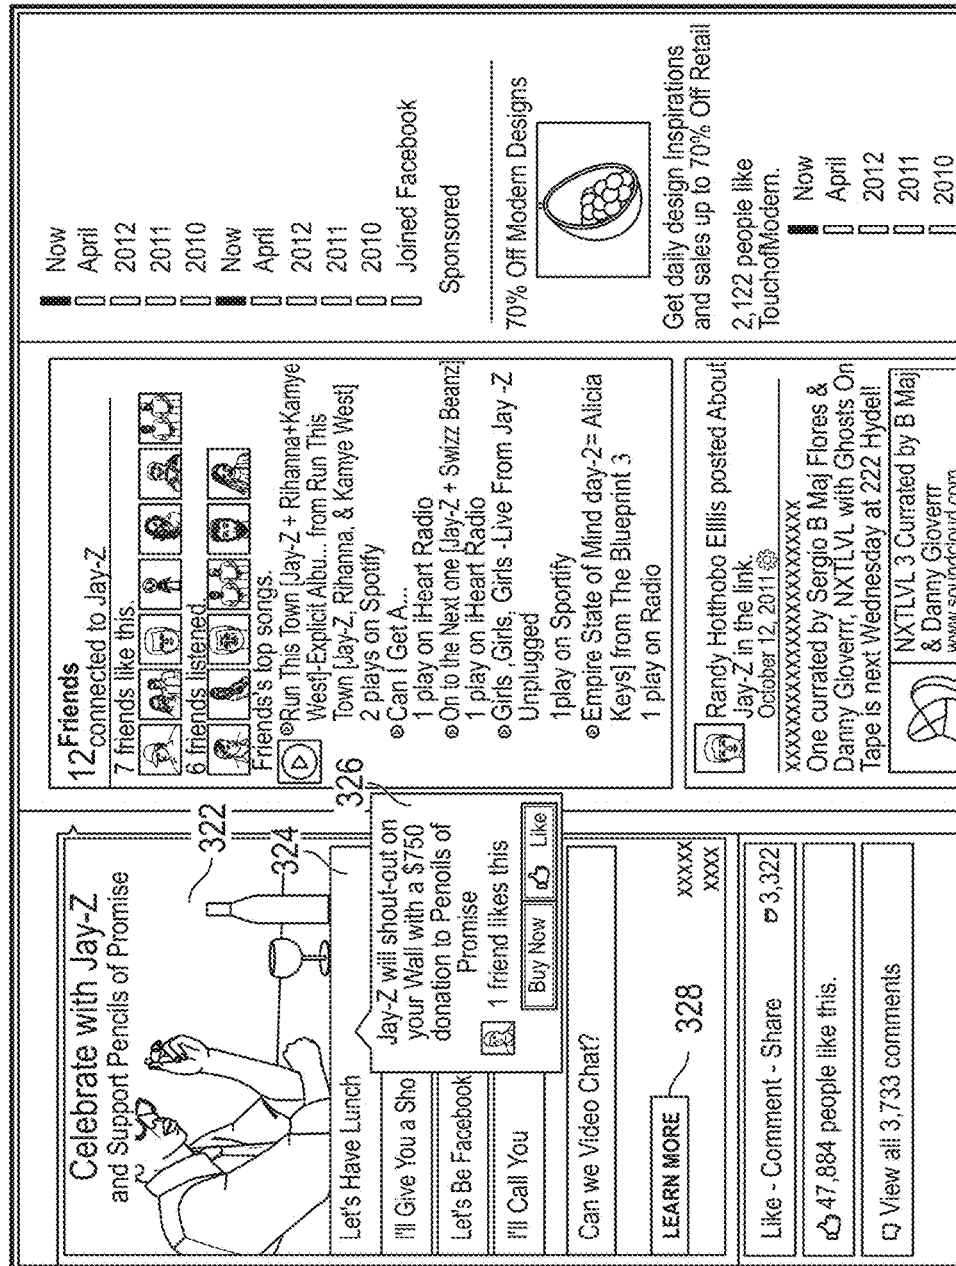 Celebrate with Jay-Z
and Support Pencils of Promise
322
324
Let's Have Lunch
I'll Give You a Sho
Let's Be Facebook
I'll Call You
Can we Video Chat?
326
Jay-Z will shout-out on
your Wall with a $750
donation to Pencils of
Promise
1 friend likes this
Buy Now
Like
LEARN MORE
328
xxxxx
xxxx
Like - Comment - Share
3,322
47,884 people like this.
View all 3,733 comments
12 Friends
connected to Jay-Z
7 friends like this.
6 friends listened
Friends's top songs.
Run This Town [Jay-Z + Rihanna+Kamye
West]-Explicit Albu... from Run This
Town [Jay-Z, Rihanna, & Kamye West]
2 plays on Spotify
Can I Get A...
1 play on iHeart Radio
On to the Next one [Jay-Z + Swizz Beanz]
1 play on iHeart Radio
Girls ,Girls, Girls -Live From Jay -Z
Unplugged
1play on Sportify
Empire State of Mind day-2= Alicia
Keys] from The Blueprint 3
1 play on Radio
Randy Hotthobo Elllis posted About
Jay-Z in the link.
October 12, 2011
xxxxxxxxxxxxxxxxxxxxxxxxx
One currated by Sergio B Maj Flores &
Danny Gloverrr, NXTLVL with Ghosts On
Tape is next Wednesday at 222 Hydel!
NXTLVL 3 Currated by B Maj
& Danny Gloverrr
www.soundcloud.com
Now
April
2012
2011
2010
Now
April
2012
2011
2010
Joined Facebook
Sponsored
70% Off Modern Designs
Get daily design Inspirations
and sales up to 70% Off Retail
2,122 people like
TouchofModern.
Now
April
2012
2011
2010